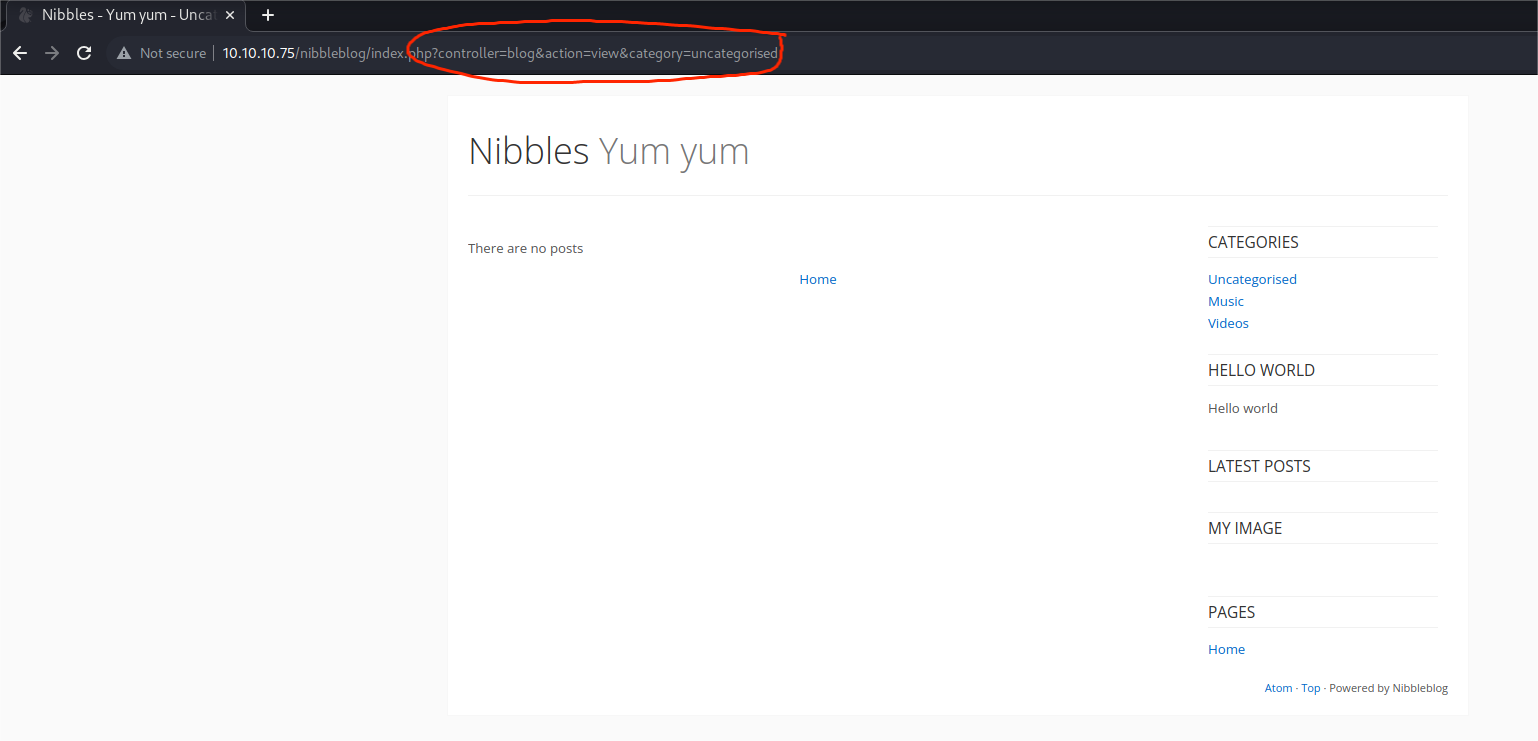 Nibbles - Yum yum - Unca
Not secure 10.10.10.75/nibbleblog/index.php?controller=blog&action=view&category=uncategorised
Nibbles Yum yum
There are no posts
Home
CATEGORIES
Uncategorised
Music
Videos
HELLO WORLD
Hello world
LATEST POSTS
MY IMAGE
PAGES
Home
Atom · Top · Powered by Nibbleblog